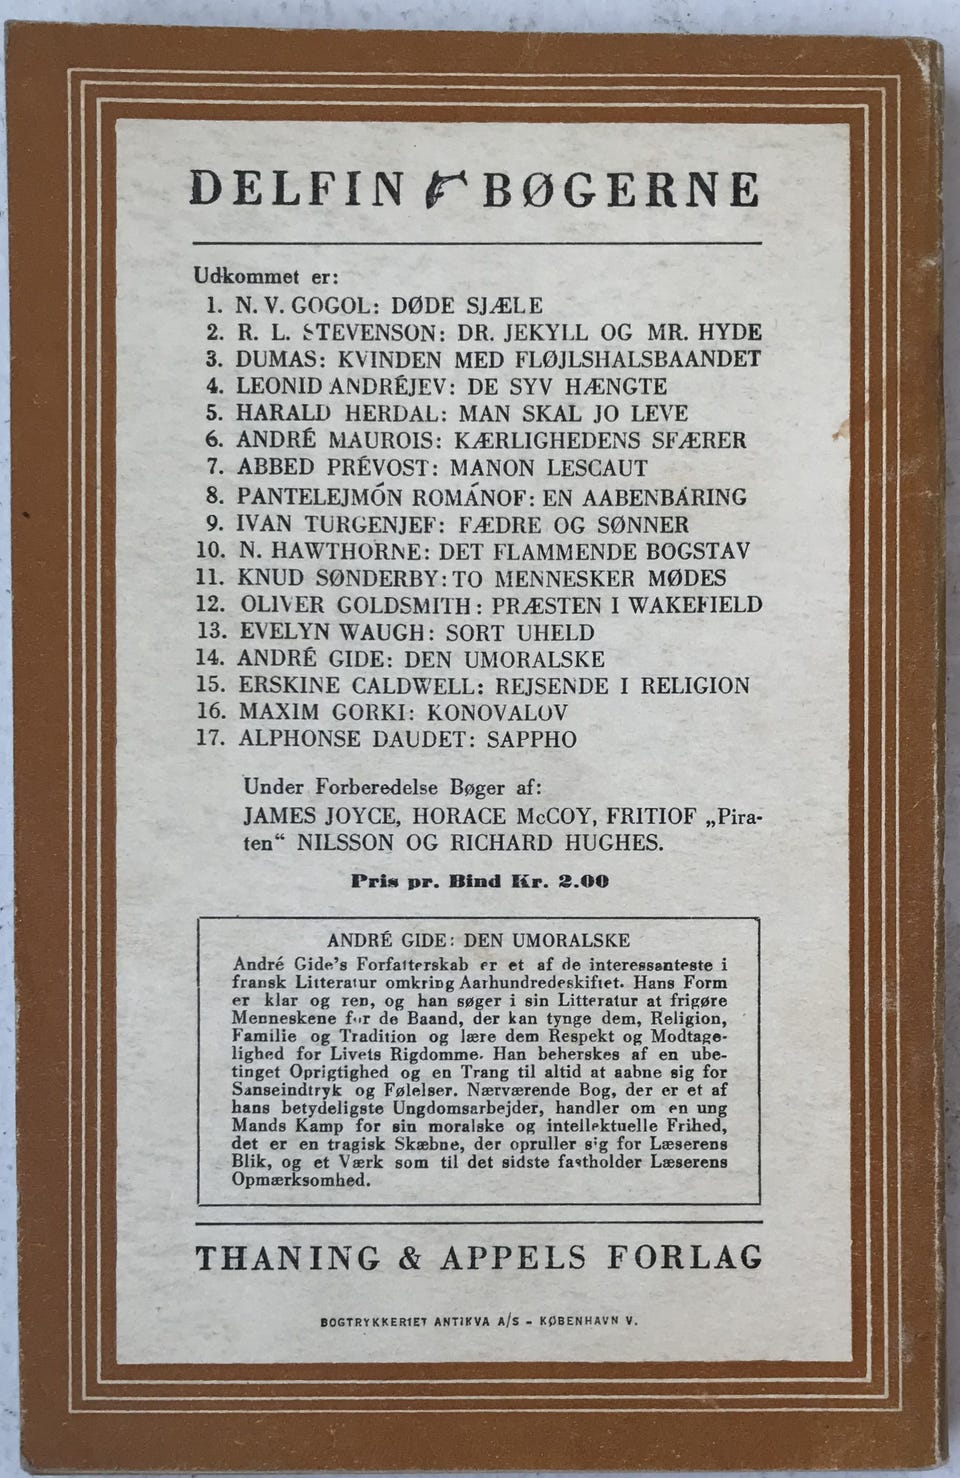 DELFIN BØGERNE
Udkommet er:
1. N. V. GOGOL: DØDE SJÆLE
2. R. L. STEVENSON: DR. JEKYLL OG MR. HYDE
3. DUMAS: KVINDEN MED FLØJLSHALSBAANDET
4. LEONID ANDRÉJEV: DE SYV HÆNGTE
5. HARALD HERDAL: MAN SKAL JO LEVE
6. ANDRÉ MAUROIS: KÆRLIGHEDENS SFÆRER
7. ABBED PRÉVOST: MANON LESCAUT
8. PANTELEJMÓN ROMÁNOF: EN AABENBARING
9. IVAN TURGENJEF: FÆDRE OG SØNNER
10. N. HAWTHORNE: DET FLAMMENDE BOGSTAV
11. KNUD SØNDERBY: TO MENNESKER MØDES
12. OLIVER GOLDSMITH: PRÆSTEN I WAKEFIELD
13. EVELYN WAUGH: SORT UHELD
14. ANDRÉ GIDE: DEN UMORALSKE
15. ERSKINE CALDWELL: REJSENDE I RELIGION
16. MAXIM GORKI: KONOVALOV
17. ALPHONSE DAUDET: SAPPHO
Under Forberedelse Bøger af:
JAMES JOYCE, HORACE McCOY, FRITIOF „Pira-
ten“ NILSSON OG RICHARD HUGHES.
Pris pr. Bind Kr. 2.00
ANDRÉ GIDE: DEN UMORALSKE
André Gide's Forfatterskab er et af de interessanteste i
fransk Litteratur omkring Aarhundredeskiftet. Hans Form
er klar og ren, og han søger i sin Litteratur at frigøre
Menneskene for de Baand, der kan tynge dem, Religion,
Familie og Tradition og lære dem Respekt og Modtage-
lighed for Livets Rigdomme. Han beherskes af en ube-
tinget Oprigtighed og en Trang til altid at aabne sig for
Sanseindtryk og Følelser. Nærværende Bog, der er et af
hans betydeligste Ungdomsarbejder, handler om en ung
Mands Kamp for sin moralske og intellektuelle Frihed,
det er en tragisk Skæbne, der opruller sig for Læserens
Blik, og et Værk som til det sidste fastholder Læserens
Opmærksomhed.
THANING & APPELS FORLAG
BOGTRYKKERIET ANTIKVA A/S - KØBENHAVN V.